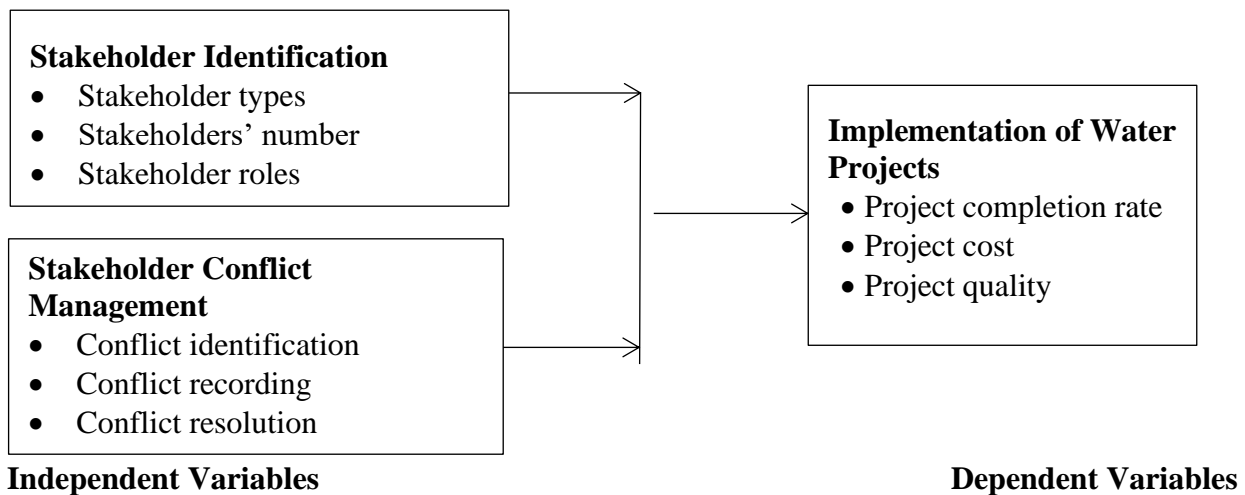 Stakeholder Identification
• Stakeholder types
• Stakeholders’ number
• Stakeholder roles
Stakeholder Conflict
Management
• Conflict identification
• Conflict recording
• Conflict resolution
Independent Variables
Implementation of Water
Projects
• Project completion rate
• Project cost
• Project quality
Dependent Variables